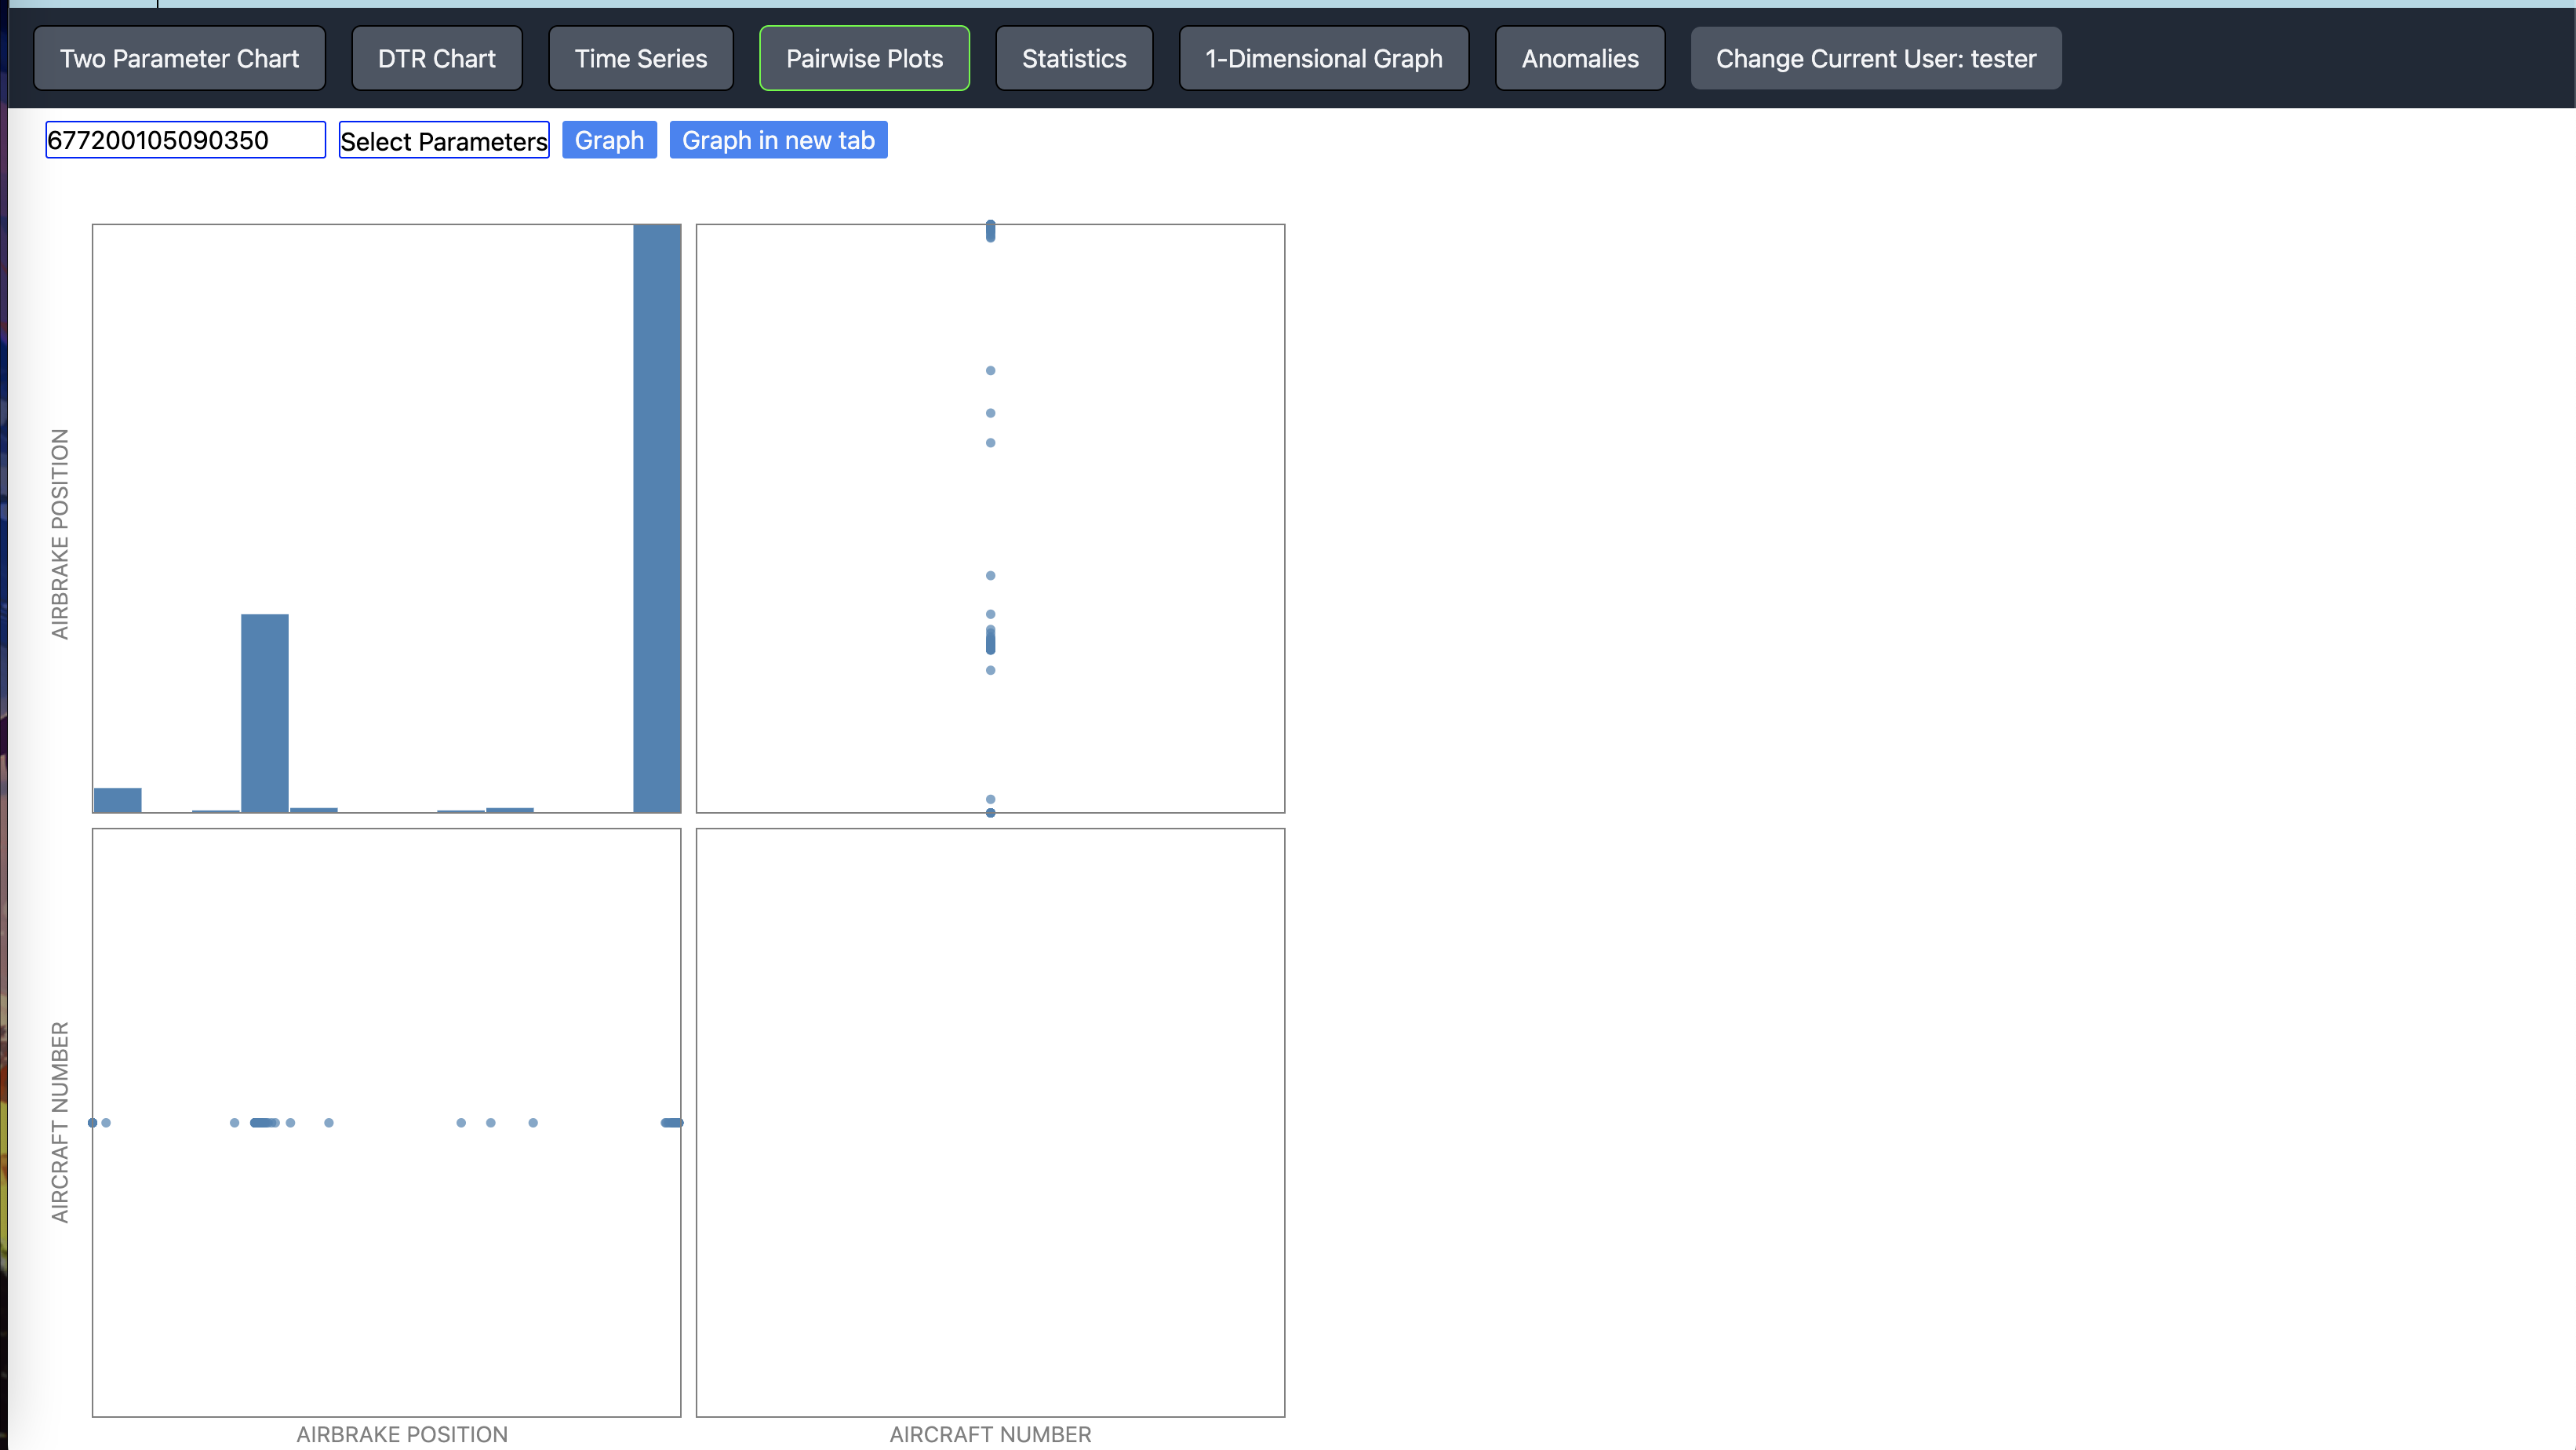 Two Parameter Chart DTR Chart Time Series Pairwise Plots Statistics 1-Dimensional Graph Anomalies Change Current User: tester
677200105090350 Select Parameters Graph Graph in new tab
AIRBRAKE POSITION
AIRCRAFT NUMBER
AIRBRAKE POSITION AIRCRAFT NUMBER